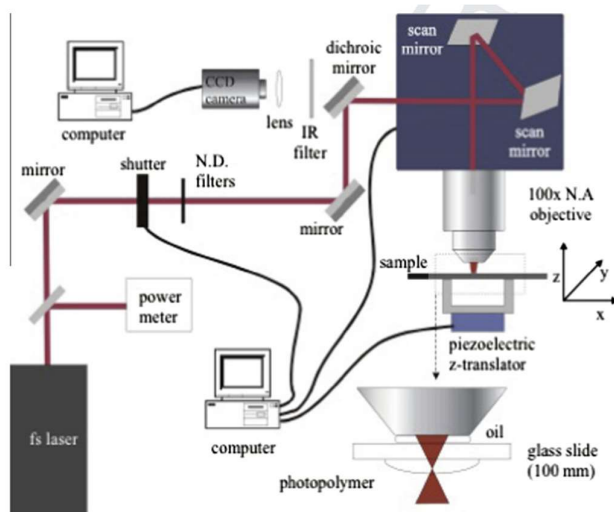 scan
mirror
dichroic
mirror
CCD
camera
computer
lens
IR
filter
scan
mirror
shutter
N.D.
filters
mirror
mirror
100x N.A
objective
sample
z
y
x
power
meter
piezoelectric
z-translator
fs laser
computer
oil
glass slide
(100 mm)
photopolymer